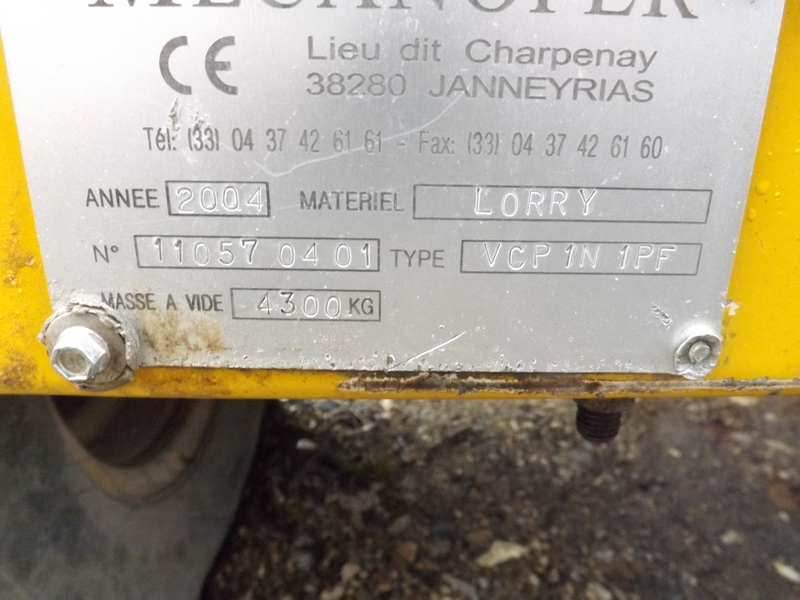 MECANOFER
CE Lieu dit Charpenay
38280 JANNEYRIAS
Tél: (33) 04 37 42 61 61 - Fax: (33) 04 37 42 61 60
ANNEE 2004 MATERIEL LORRY
N° 11057 04 01 TYPE VCP 1N 1PF
MASSE A VIDE 4300 KG